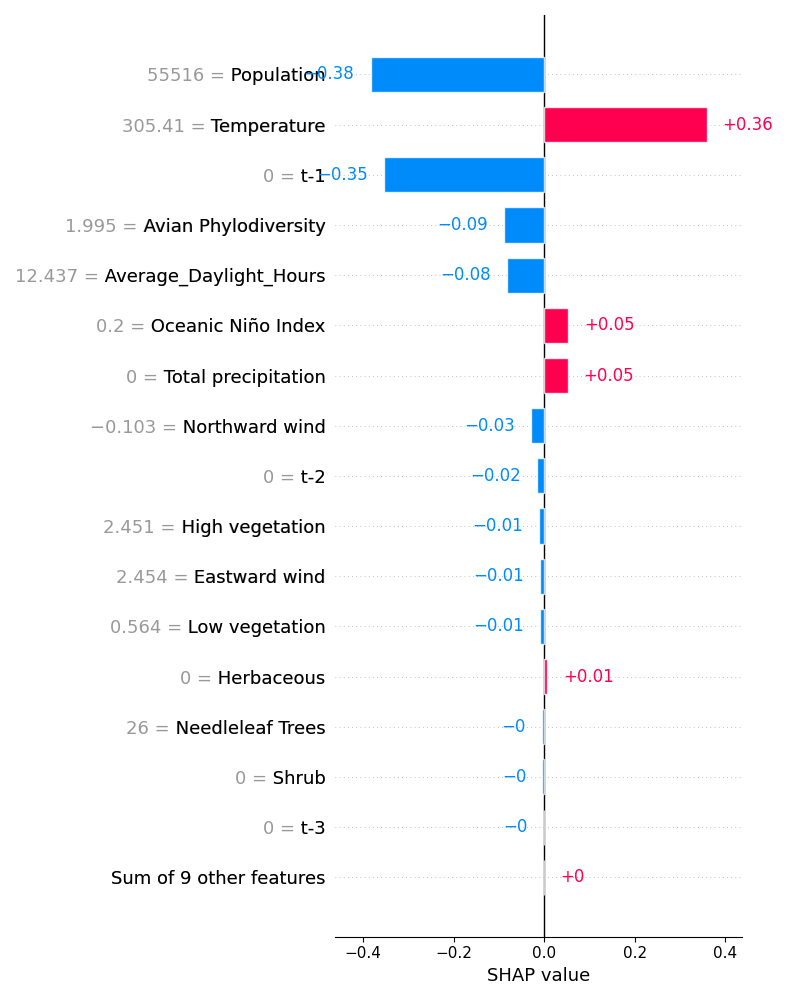 55516 = Population −0.38
305.41 = Temperature +0.36
0 = t-1 −0.35
1.995 = Avian Phylodiversity −0.09
12.437 = Average_Daylight_Hours −0.08
0.2 = Oceanic Niño Index +0.05
0 = Total precipitation +0.05
−0.103 = Northward wind −0.03
0 = t-2 −0.02
2.451 = High vegetation −0.01
2.454 = Eastward wind −0.01
0.564 = Low vegetation −0.01
0 = Herbaceous +0.01
26 = Needleleaf Trees −0
0 = Shrub −0
0 = t-3 −0
Sum of 9 other features +0
−0.4 −0.2 0.0 0.2 0.4
SHAP value